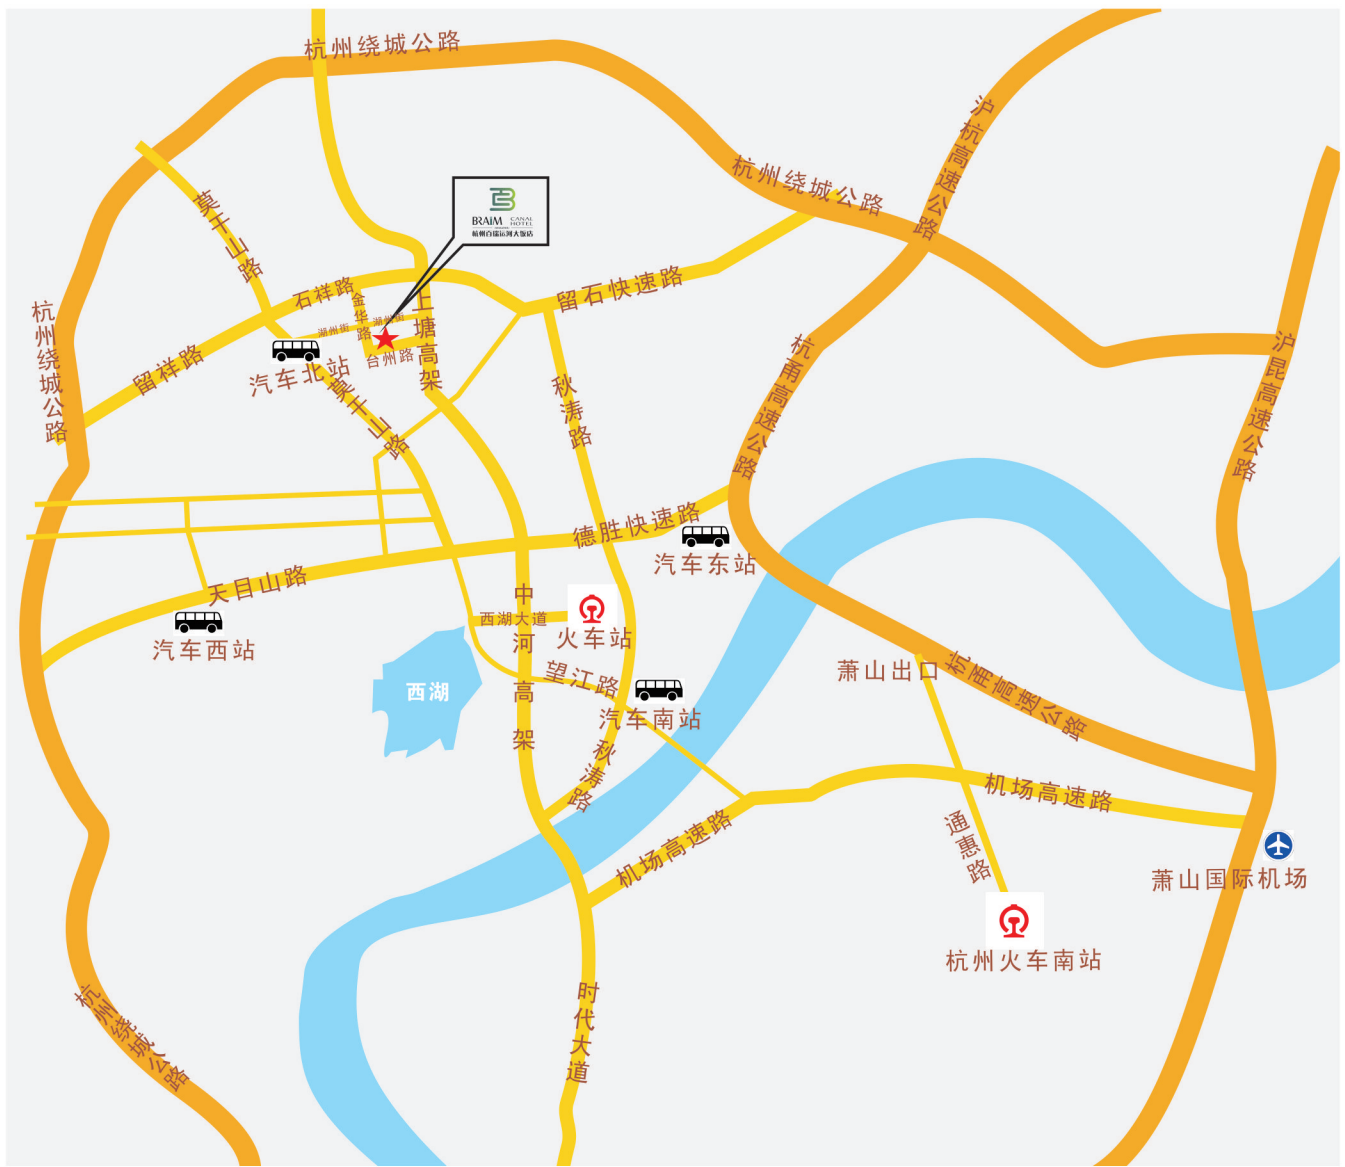 杭州绕城公路
沪杭高速公路
杭州绕城公路
BRAIM
CANAL
HOTEL
杭州百瑞运河大饭店
莫干山路
石祥路
金华路
上塘高架
留石快速路
杭州绕城公路
湖州街
湖州街
台州路
留祥路
汽车北站
莫干山路
秋涛路
杭甬高速公路
沪昆高速公路
德胜快速路
汽车东站
天目山路
汽车西站
中河高架
西湖大道
火车站
西湖
望江路
汽车南站
秋涛路
萧山出口
杭甬高速公路
机场高速路
机场高速路
通惠路
萧山国际机场
杭州火车南站
杭州绕城公路
时代大道